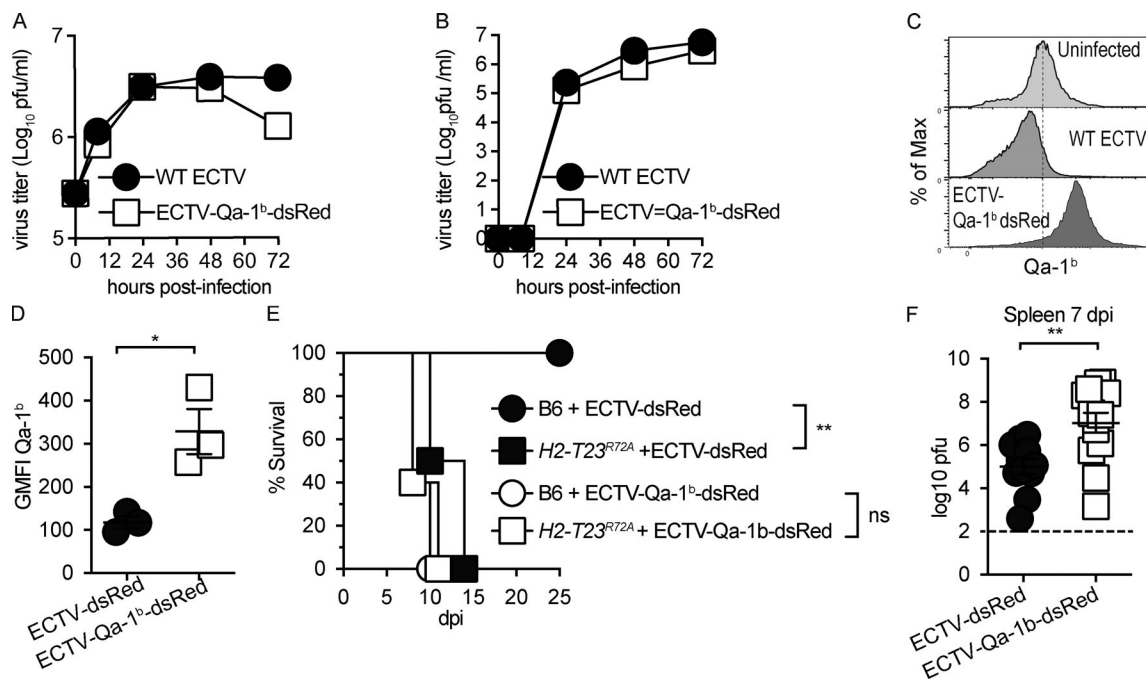 A
virus titer (Log10 pfu/ml)
7
6
5
WT ECTV
ECTV-Qa-1b-dsRed
0 12 24 36 48 60 72
hours post-infection
B
virus titer (Log10pfu /ml)
7
6
5
4
3
2
1
0
WT ECTV
ECTV=Qa-1b-dsRed
0 12 24 36 48 60 72
hours post-infection
C
% of Max
Uninfected
0
WT ECTV
0
ECTV-
Qa-1b dsRed
0
0
Qa-1b
D
GMFI Qa-1b
*
500
400
300
200
100
0
ECTV-dsRed
ECTV-Qa-1b-dsRed
E
% Survival
100
80
60
40
20
0
B6 + ECTV-dsRed
H2-T23R72A +ECTV-dsRed
**
B6 + ECTV-Qa-1b-dsRed
H2-T23R72A + ECTV-Qa-1b-dsRed
ns
0 5 10 15 20 25
dpi
F
Spleen 7 dpi
**
log10 pfu
10
8
6
4
2
0
ECTV-dsRed
ECTV-Qa-1b-dsRed